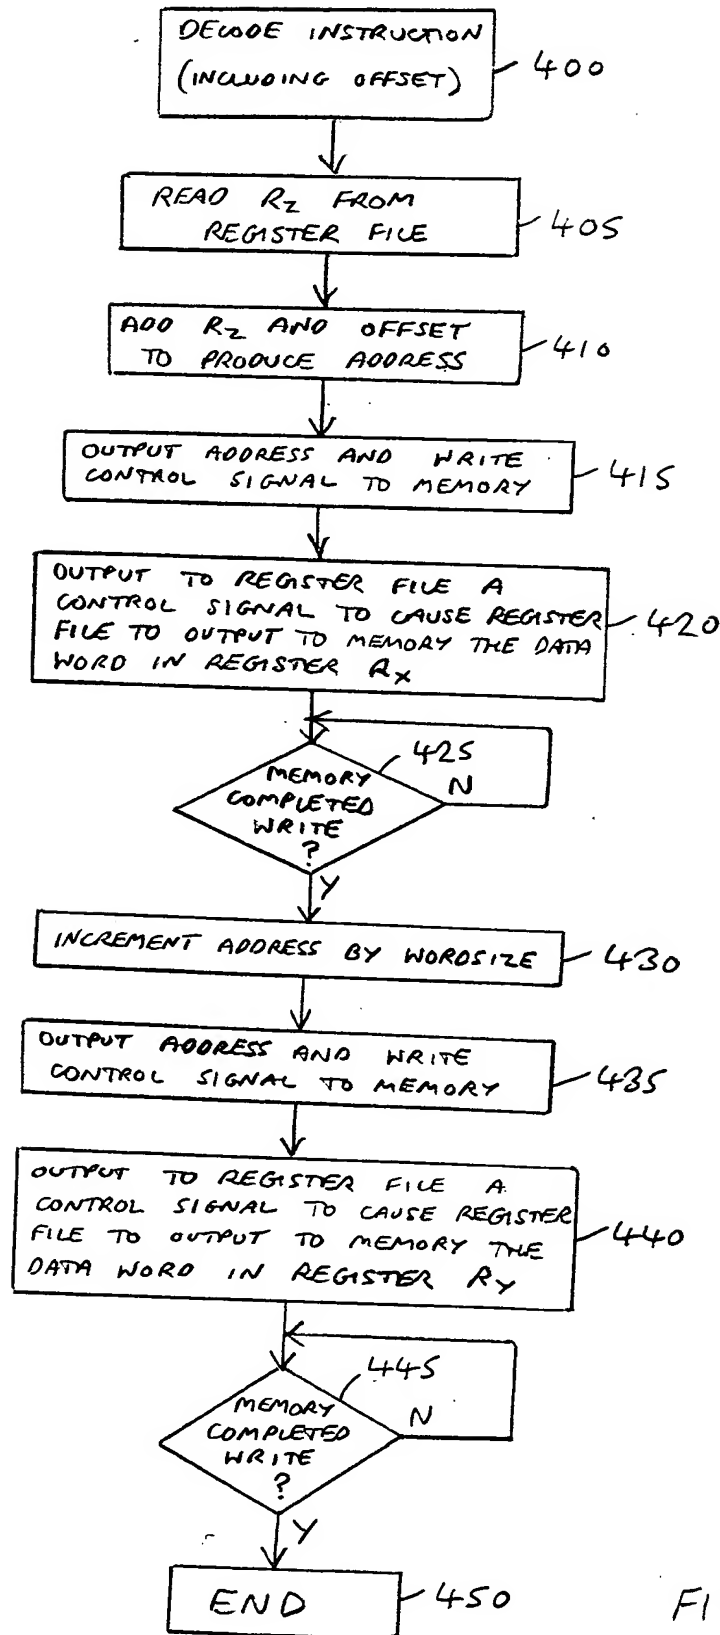 DECODE INSTRUCTION
(INCLUDING OFFSET)
400
READ Rz FROM
REGISTER FILE
405
ADD Rz AND OFFSET
TO PRODUCE ADDRESS
410
OUTPUT ADDRESS AND WRITE
CONTROL SIGNAL TO MEMORY
415
OUTPUT TO REGISTER FILE A
CONTROL SIGNAL TO CAUSE REGISTER
FILE TO OUTPUT TO MEMORY THE DATA
WORD IN REGISTER Rx
420
425
MEMORY
COMPLETED
WRITE
?
N
Y
INCREMENT ADDRESS BY WORDSIZE
430
OUTPUT ADDRESS AND WRITE
CONTROL SIGNAL TO MEMORY
435
OUTPUT TO REGISTER FILE A
CONTROL SIGNAL TO CAUSE REGISTER
FILE TO OUTPUT TO MEMORY THE
DATA WORD IN REGISTER Ry
440
445
MEMORY
COMPLETED
WRITE
?
N
Y
END
450
FI